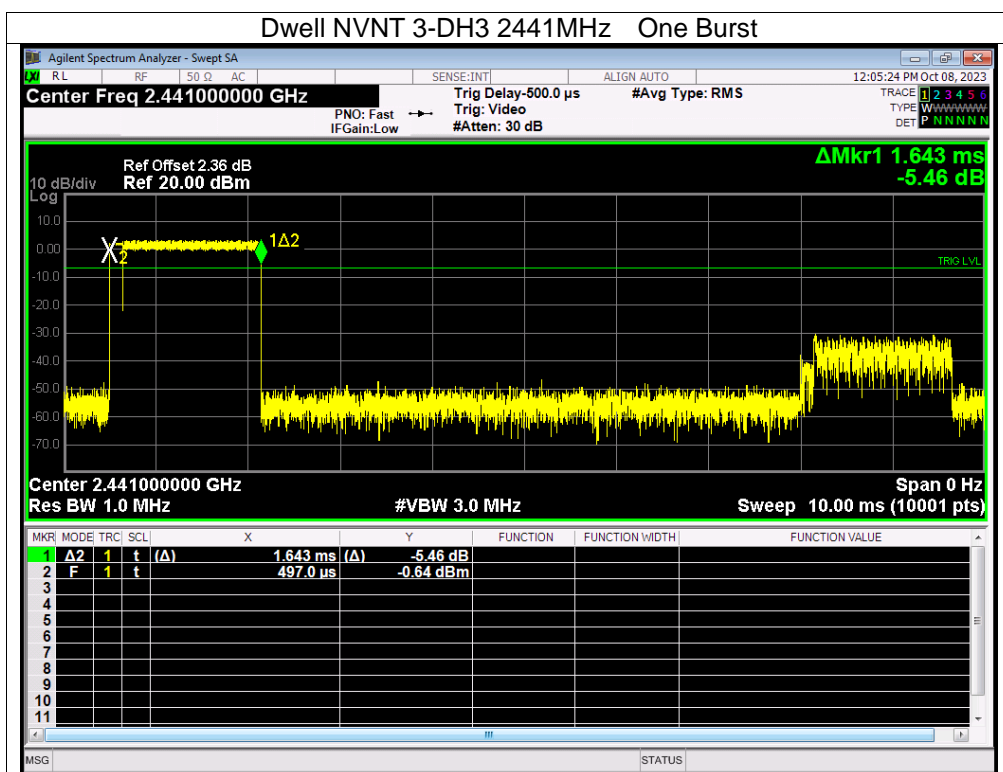 Dwell NVNT 3-DH3 2441MHz One Burst
Agilent Spectrum Analyzer - Swept SA
LXI RL RF 50 Ω AC SENSE:INT ALIGN AUTO 12:05:24 PM Oct 08, 2023
Center Freq 2.441000000 GHz Trig Delay-500.0 µs #Avg Type: RMS TRACE 1 2 3 4 5 6
PNO: Fast Trig: Video TYPE WWWWWW
IFGain:Low #Atten: 30 dB DET P N N N N N
ΔMkr1 1.643 ms
-5.46 dB
Ref Offset 2.36 dB
10 dB/div Ref 20.00 dBm
Log
10.0
0.00
1Δ2
X2
TRIG LVL
-10.0
-20.0
-30.0
-40.0
-50.0
-60.0
-70.0
Center 2.441000000 GHz Span 0 Hz
Res BW 1.0 MHz #VBW 3.0 MHz Sweep 10.00 ms (10001 pts)
MKR MODE TRC SCL X Y FUNCTION FUNCTION WIDTH FUNCTION VALUE
1 Δ2 1 t (Δ) 1.643 ms (Δ) -5.46 dB
2 F 1 t 497.0 µs -0.64 dBm
3
4
5
6
7
8
9
10
11
MSG STATUS